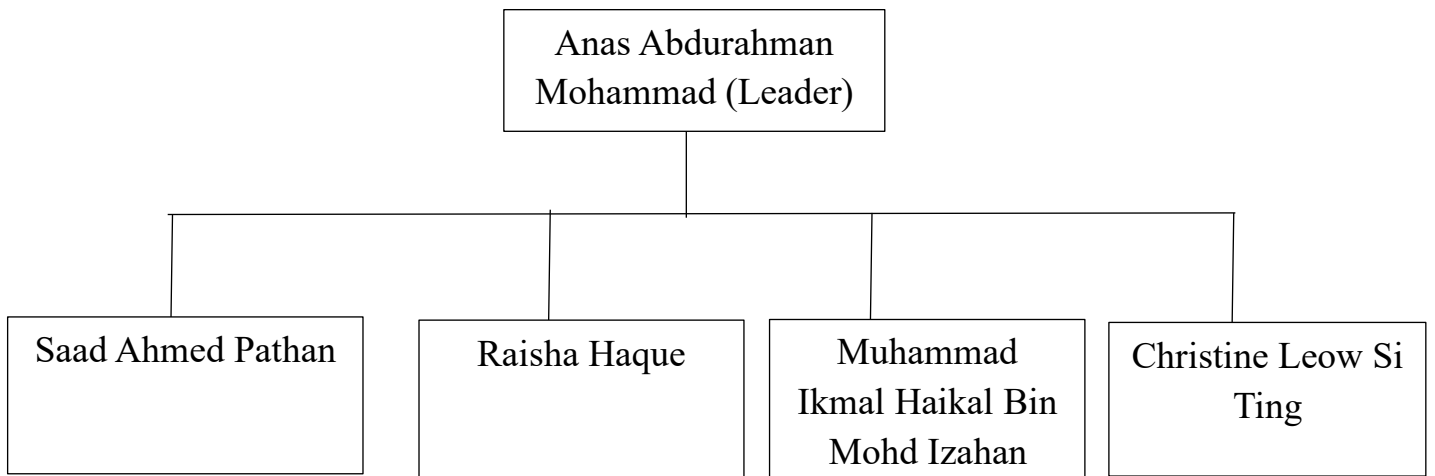 Anas Abdurahman
Mohammad (Leader)
Saad Ahmed Pathan
Raisha Haque
Muhammad
Ikmal Haikal Bin
Mohd Izahan
Christine Leow Si
Ting